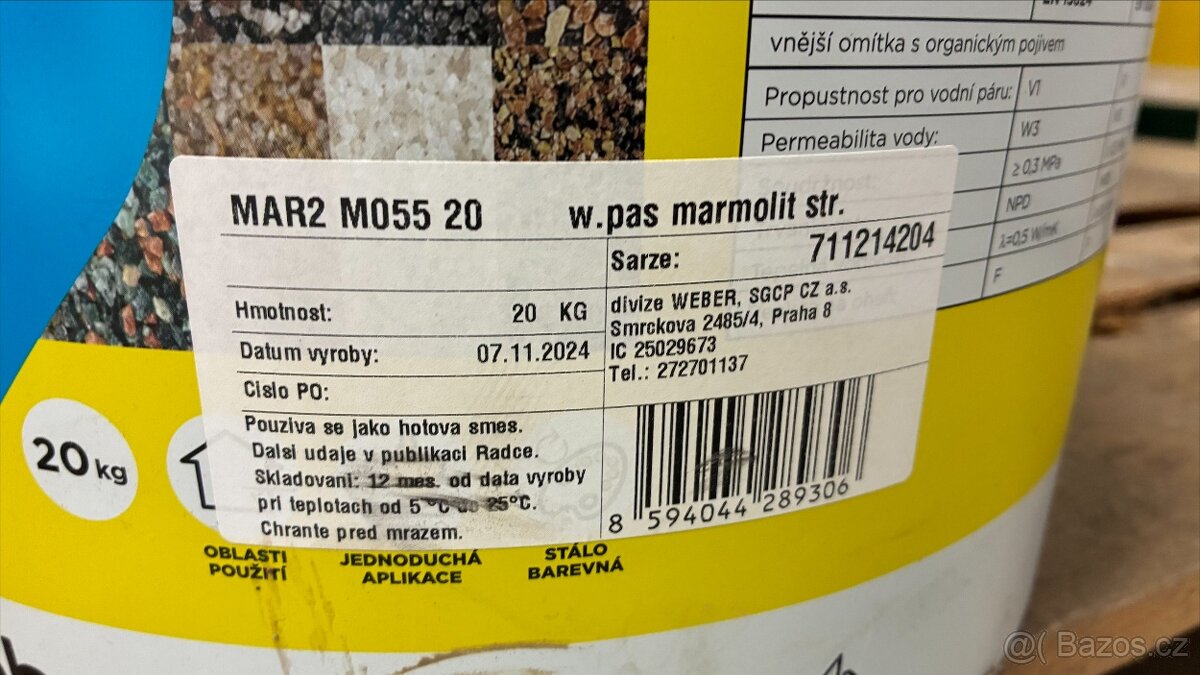 vnější omítka s organickým pojivem
Propustnost pro vodní páru: V1
Permeabilita vody: W3
≥ 0,3 MPa
NPD
λ=0,5 W/mK
F
MAR2 M055 20 w.pas marmolit str.
Sarze: 711214204
Hmotnost: 20 KG
Datum vyroby: 07.11.2024
Cislo PO:
divize WEBER, SGCP CZ a.s.
Smrckova 2485/4, Praha 8
IC 25029673
Tel.: 272701137
Pouziva se jako hotova smes.
Dalsi udaje v publikaci Radce.
Skladovani: 12 mes. od data vyroby
pri teplotach od 5 °C do 25°C.
Chrante pred mrazem.
8 594044 289306
20 kg
OBLASTI
POUŽITÍ
JEDNODUCHÁ
APLIKACE
STÁLO
BAREVNÁ
Bazos.cz